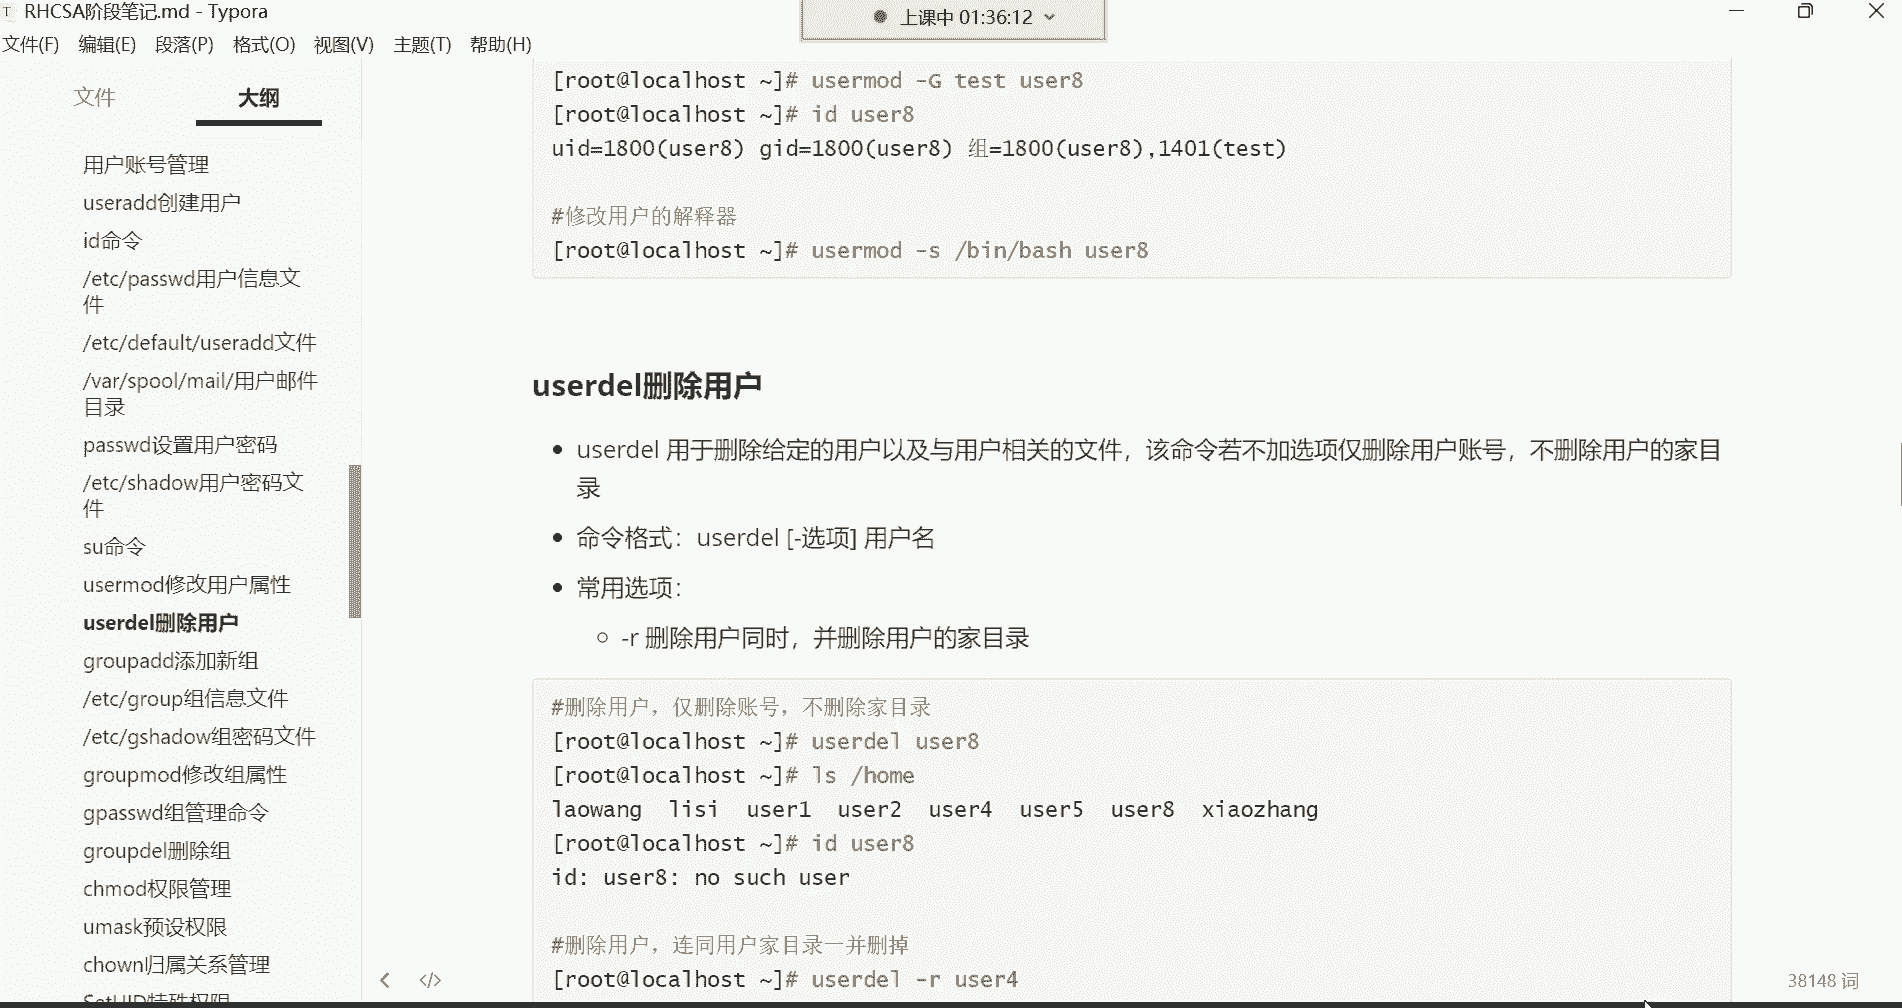 RHCSA阶段笔记.md - Typora
上课中 01:36:12
文件(F) 编辑(E) 段落(P) 格式(O) 视图(V) 主题(T) 帮助(H)
文件 大纲
用户账号管理
useradd创建用户
id命令
/etc/passwd用户信息文
件
/etc/default/useradd文件
/var/spool/mail/用户邮件
目录
passwd设置用户密码
/etc/shadow用户密码文
件
su命令
usermod修改用户属性
userdel删除用户
groupadd添加新组
/etc/group组信息文件
/etc/gshadow组密码文件
groupmod修改组属性
gpasswd组管理命令
groupdel删除组
chmod权限管理
umask预设权限
chown归属关系管理
SetUID特殊权限
[root@localhost ~]# usermod -G test user8
[root@localhost ~]# id user8
uid=1800(user8) gid=1800(user8) 组=1800(user8),1401(test)
#修改用户的解释器
[root@localhost ~]# usermod -s /bin/bash user8
userdel删除用户
userdel 用于删除给定的用户以及与用户相关的文件，该命令若不加选项仅删除用户账号，不删除用户的家目
录
命令格式：userdel [-选项] 用户名
常用选项：
-r 删除用户同时，并删除用户的家目录
#删除用户，仅删除账号，不删除家目录
[root@localhost ~]# userdel user8
[root@localhost ~]# ls /home
laowang lisi user1 user2 user4 user5 user8 xiaozhang
[root@localhost ~]# id user8
id: user8: no such user
#删除用户，连同用户家目录一并删掉
[root@localhost ~]# userdel -r user4
38148 词